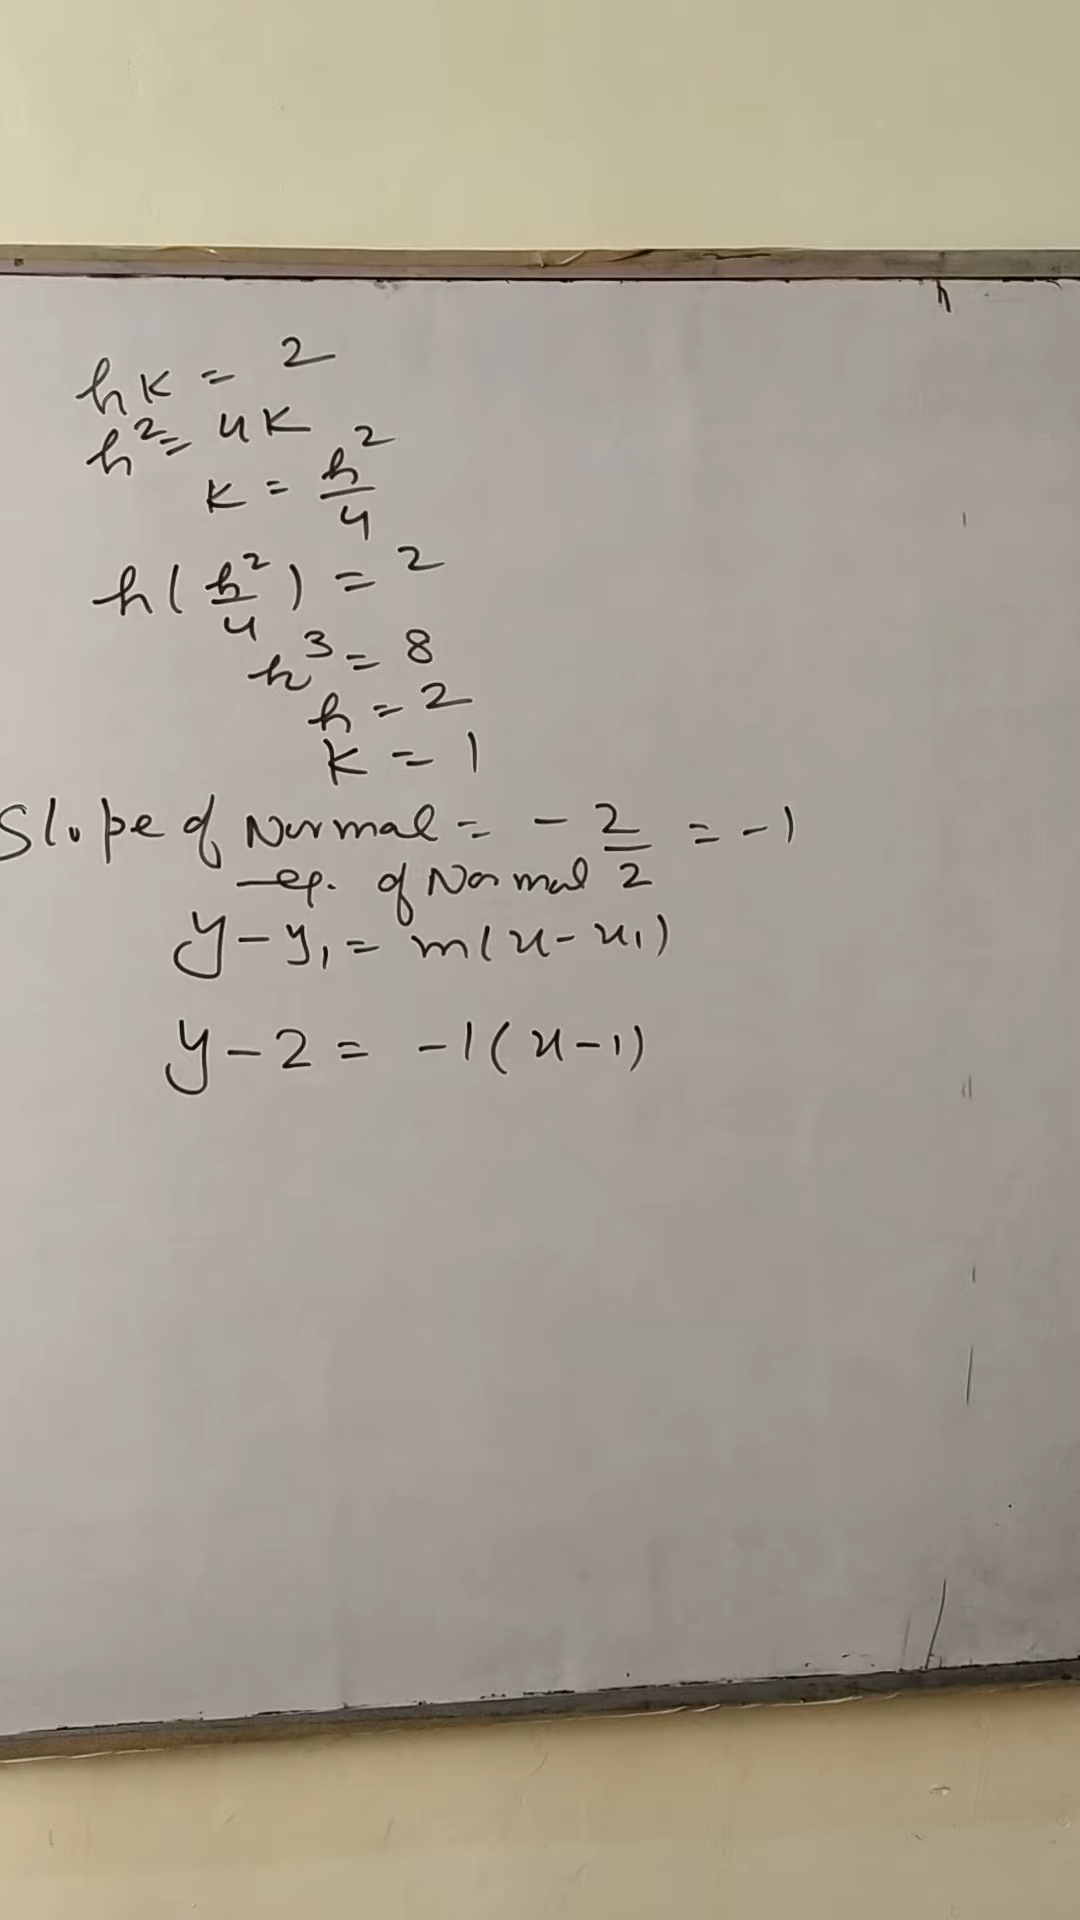 hK = 2
h² = 4K
K = h²/4
h(h²/4) = 2
h³ = 8
h = 2
K = 1
Slope of Normal = - 2/2 = -1
eq. of Normal
y - y₁ = m(x - x₁)
y - 2 = -1(x - 1)